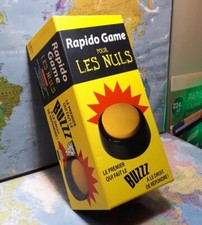 Rapido Game
POUR
LES NULS
LE PREMIER
QUI FAIT LE
BUZZZ
A LE DROIT
DE RÉPONDRE !
Rapido
Game
LES NULS
BUZZZ